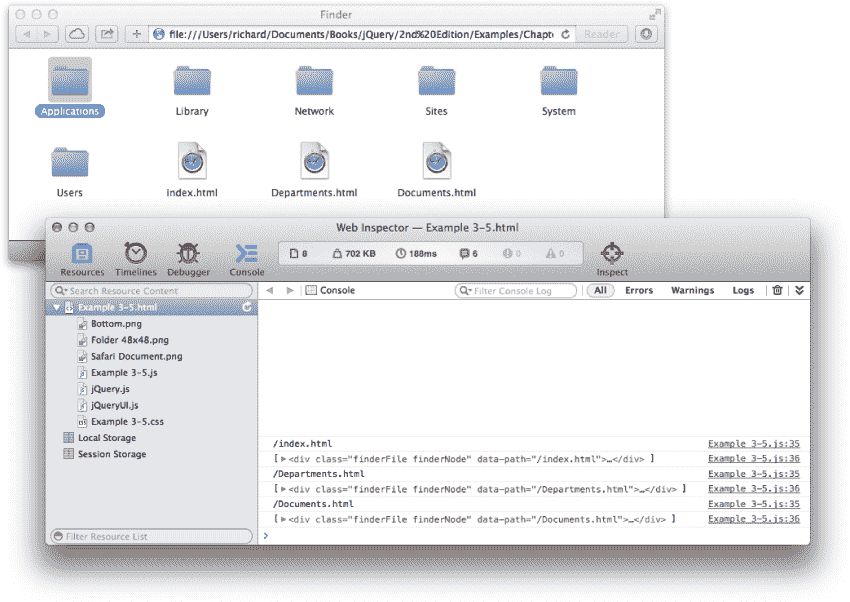 Finder
file:///Users/richard/Documents/Books/jQuery/2nd%20Edition/Examples/Chapte
Reader
Applications
Library
Network
Sites
System
Users
index.html
Departments.html
Documents.html
Web Inspector — Example 3-5.html
Resources
Timelines
Debugger
Console
8
702 KB
188ms
6
0
0
Inspect
Search Resource Content
Console
Filter Console Log
All
Errors
Warnings
Logs
Example 3-5.html
Bottom.png
Folder 48x48.png
Safari Document.png
Example 3-5.js
jQuery.js
jQueryUI.js
Example 3-5.css
Local Storage
Session Storage
Filter Resource List
/index.html Example 3-5.js:35
[ ▶<div class="finderFile finderNode" data-path="/index.html">…</div> ] Example 3-5.js:36
/Departments.html Example 3-5.js:35
[ ▶<div class="finderFile finderNode" data-path="/Departments.html">…</div> ] Example 3-5.js:36
/Documents.html Example 3-5.js:35
[ ▶<div class="finderFile finderNode" data-path="/Documents.html">…</div> ] Example 3-5.js:36